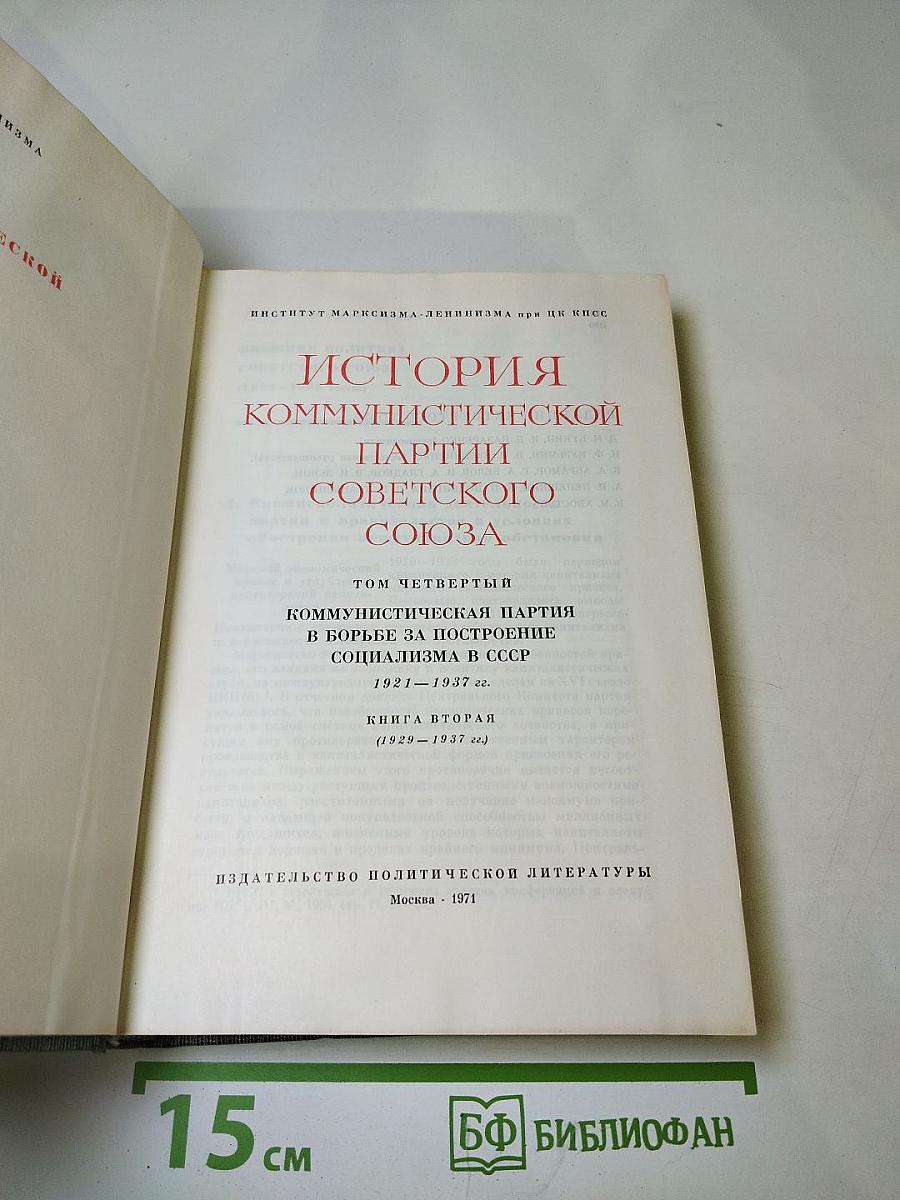 ИНСТИТУТ МАРКСИЗМА-ЛЕНИНИЗМА при ЦК КПСС
ИСТОРИЯ
КОММУНИСТИЧЕСКОЙ
ПАРТИИ
СОВЕТСКОГО
СОЮЗА
ТОМ ЧЕТВЕРТЫЙ
КОММУНИСТИЧЕСКАЯ ПАРТИЯ
В БОРЬБЕ ЗА ПОСТРОЕНИЕ
СОЦИАЛИЗМА В СССР
1921—1937 гг.
КНИГА ВТОРАЯ
(1929—1937 гг.)
ИЗДАТЕЛЬСТВО ПОЛИТИЧЕСКОЙ ЛИТЕРАТУРЫ
Москва · 1971
15 см
БФ БИБЛИОФАН